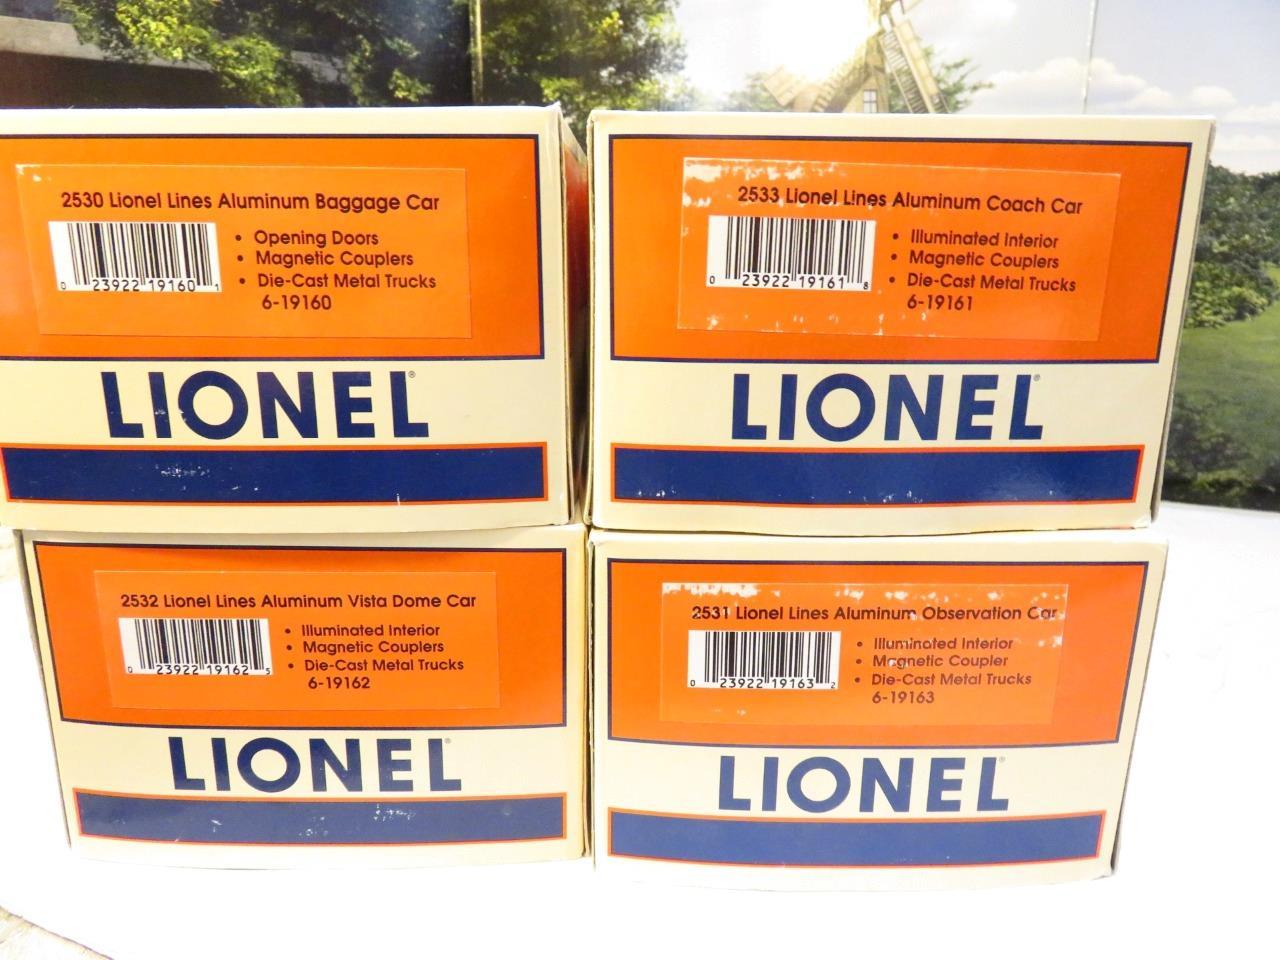 2530 Lionel Lines Aluminum Baggage Car
• Opening Doors
• Magnetic Couplers
• Die-Cast Metal Trucks
6-19160
0 23922 19160 1
LIONEL®
2533 Lionel Lines Aluminum Coach Car
• Illuminated Interior
• Magnetic Couplers
• Die-Cast Metal Trucks
6-19161
0 23922 19161 8
LIONEL®
2532 Lionel Lines Aluminum Vista Dome Car
• Illuminated Interior
• Magnetic Couplers
• Die-Cast Metal Trucks
6-19162
0 23922 19162 5
LIONEL®
2531 Lionel Lines Aluminum Observation Car
• Illuminated Interior
• Magnetic Coupler
• Die-Cast Metal Trucks
6-19163
0 23922 19163 2
LIONEL®